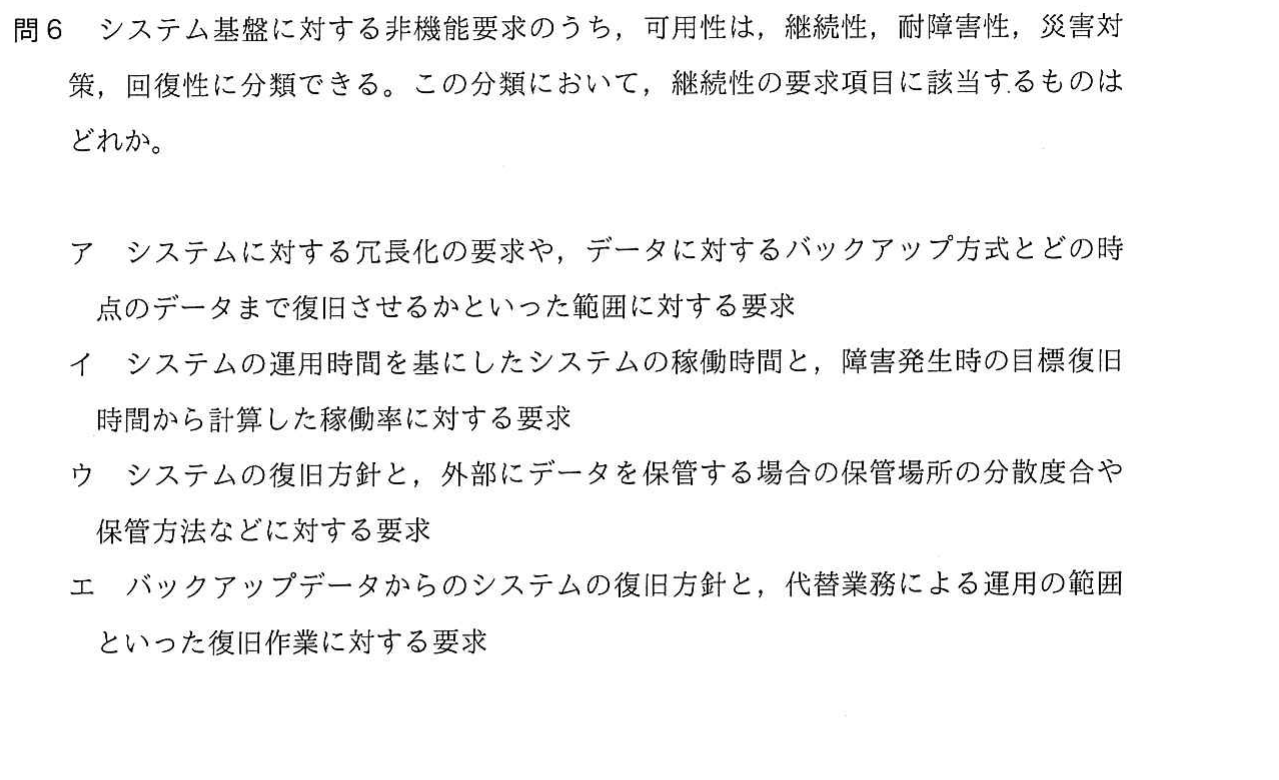 問6 システム基盤に対する非機能要求のうち，可用性は，継続性，耐障害性，災害対
策，回復性に分類できる。この分類において，継続性の要求項目に該当するものは
どれか。
ア システムに対する冗長化の要求や，データに対するバックアップ方式とどの時
点のデータまで復旧させるかといった範囲に対する要求
イ システムの運用時間を基にしたシステムの稼働時間と，障害発生時の目標復旧
時間から計算した稼働率に対する要求
ウ システムの復旧方針と，外部にデータを保管する場合の保管場所の分散度合や
保管方法などに対する要求
エ バックアップデータからのシステムの復旧方針と，代替業務による運用の範囲
といった復旧作業に対する要求